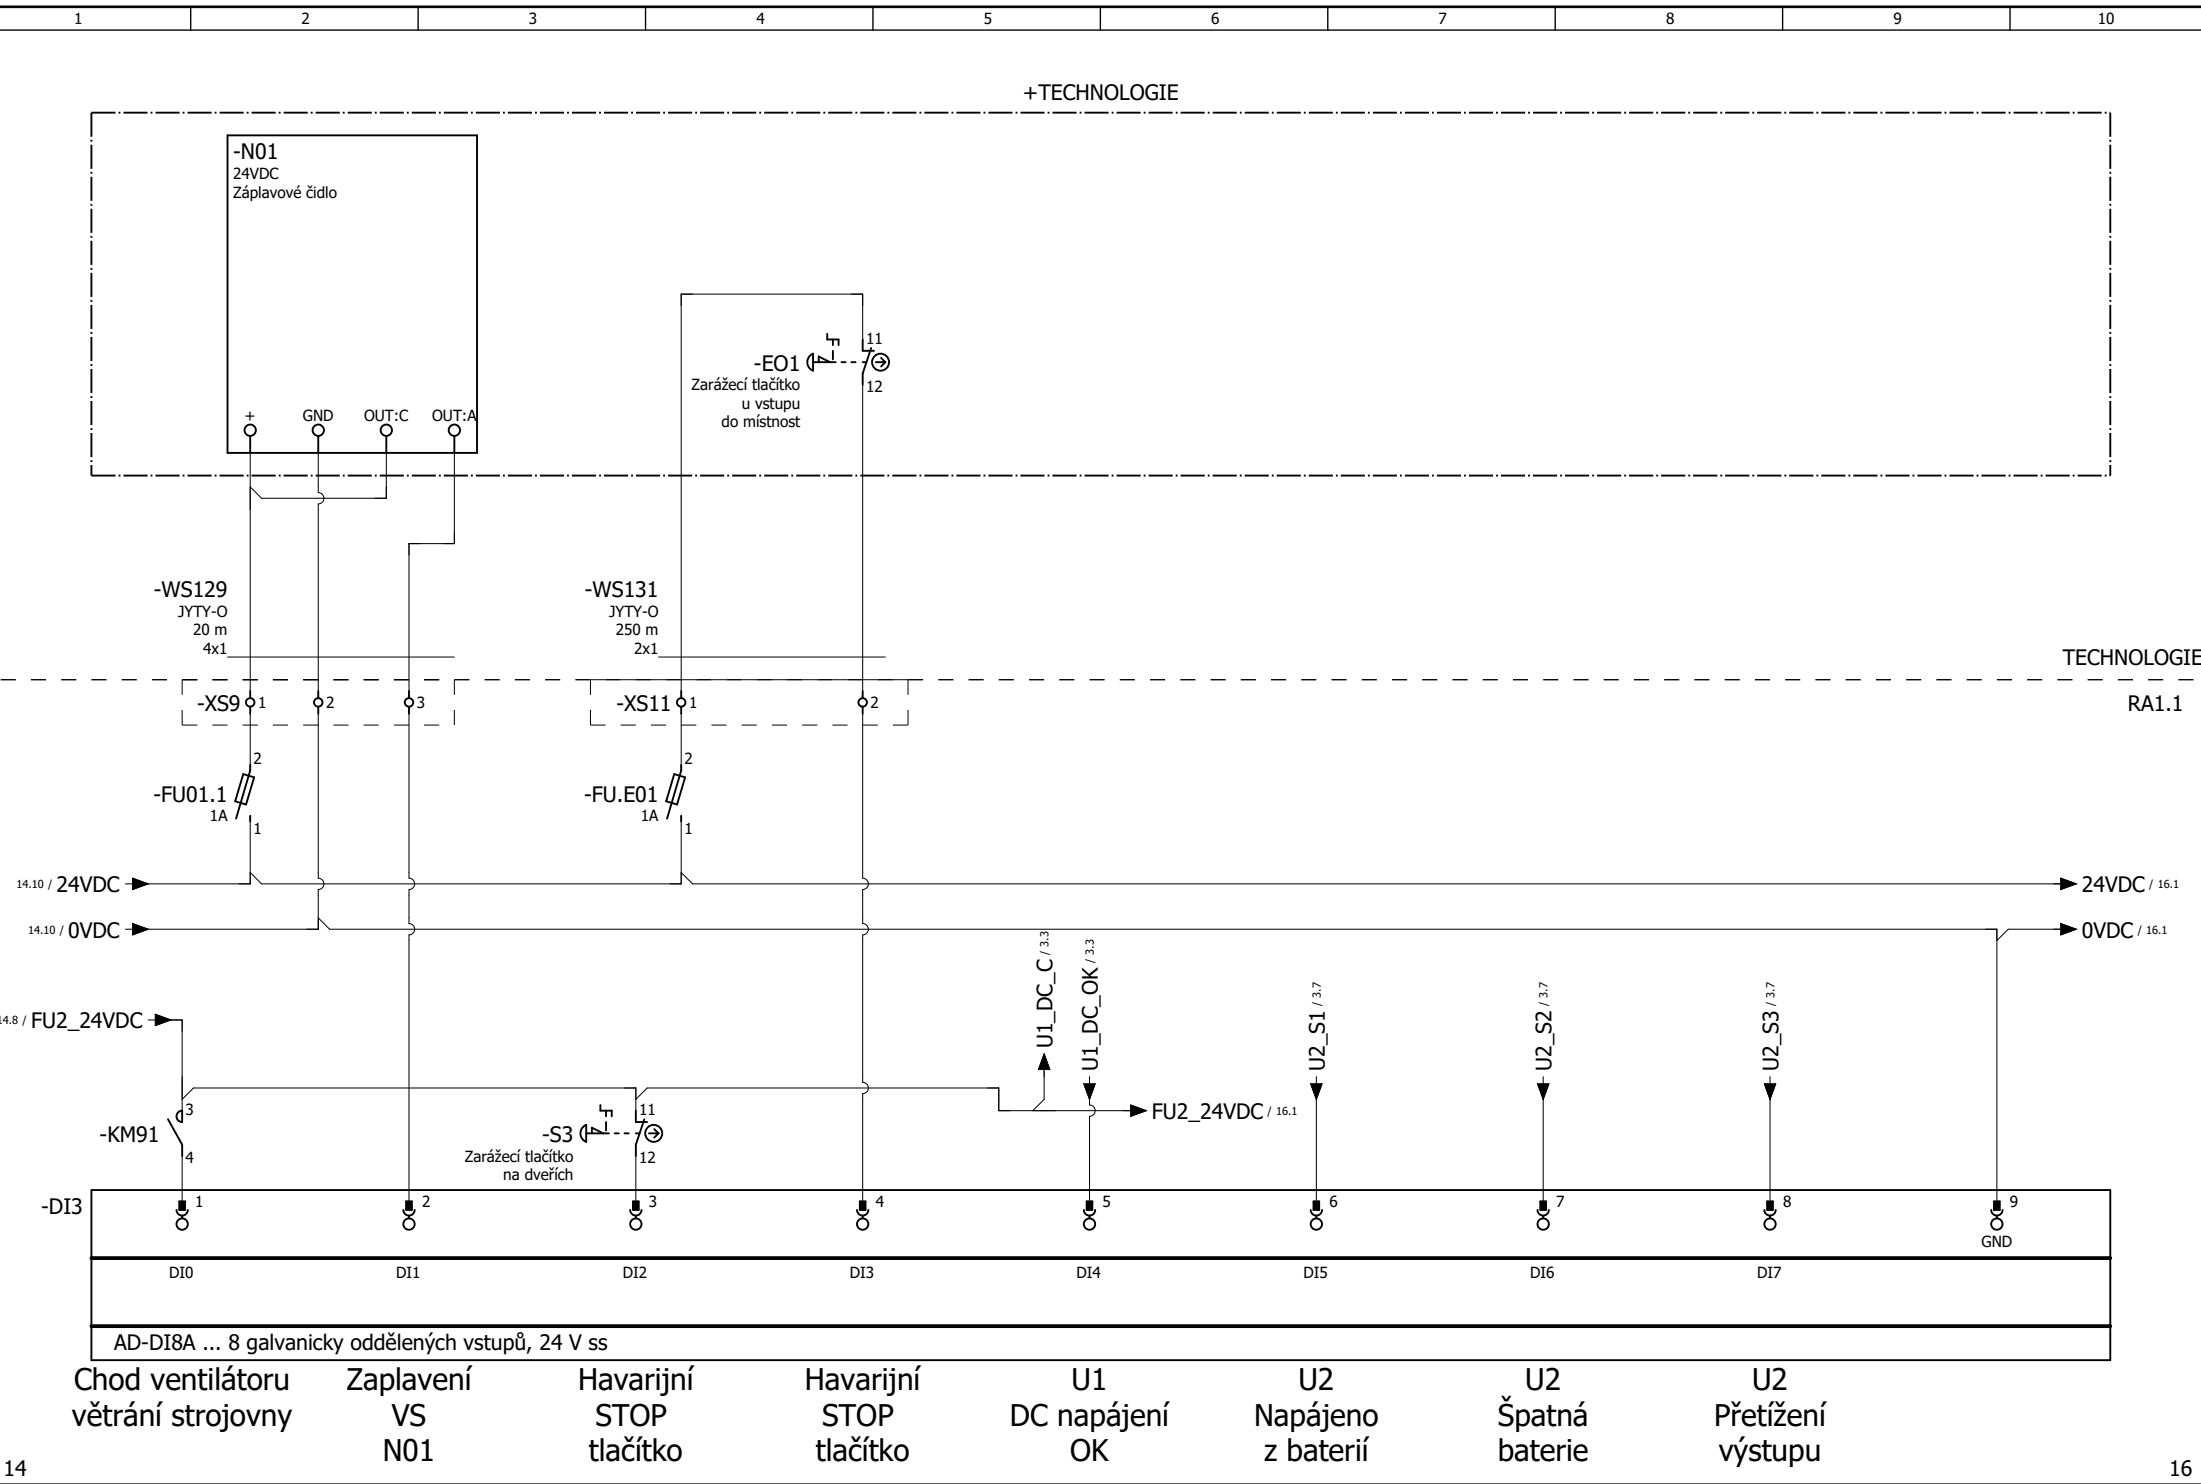 1 2 3 4 5 6 7 8 9 10
+TECHNOLOGIE
-N01
24VDC
Záplavové čidlo
+ GND OUT:C OUT:A
-EO1
Zarážecí tlačítko
u vstupu
do místnost
11
12
-WS129
JYTY-O
20 m
4x1
-WS131
JYTY-O
250 m
2x1
TECHNOLOGIE
RA1.1
-XS9 1 2 3
-XS11 1 2
2
-FU01.1
1A
1
2
-FU.E01
1A
1
14.10 / 24VDC
24VDC / 16.1
14.10 / 0VDC
0VDC / 16.1
14.8 / FU2_24VDC
U1_DC_C / 3.3
U1_DC_OK / 3.3
U2_S1 / 3.7
U2_S2 / 3.7
U2_S3 / 3.7
FU2_24VDC / 16.1
3
-KM91
4
11
-S3
12
Zarážecí tlačítko
na dveřích
-DI3
1 2 3 4 5 6 7 8 9
GND
DI0 DI1 DI2 DI3 DI4 DI5 DI6 DI7
AD-DI8A ... 8 galvanicky oddělených vstupů, 24 V ss
Chod ventilátoru
větrání strojovny
Zaplavení
VS
N01
Havarijní
STOP
tlačítko
Havarijní
STOP
tlačítko
U1
DC napájení
OK
U2
Napájeno
z baterií
U2
Špatná
baterie
U2
Přetížení
výstupu
14
16